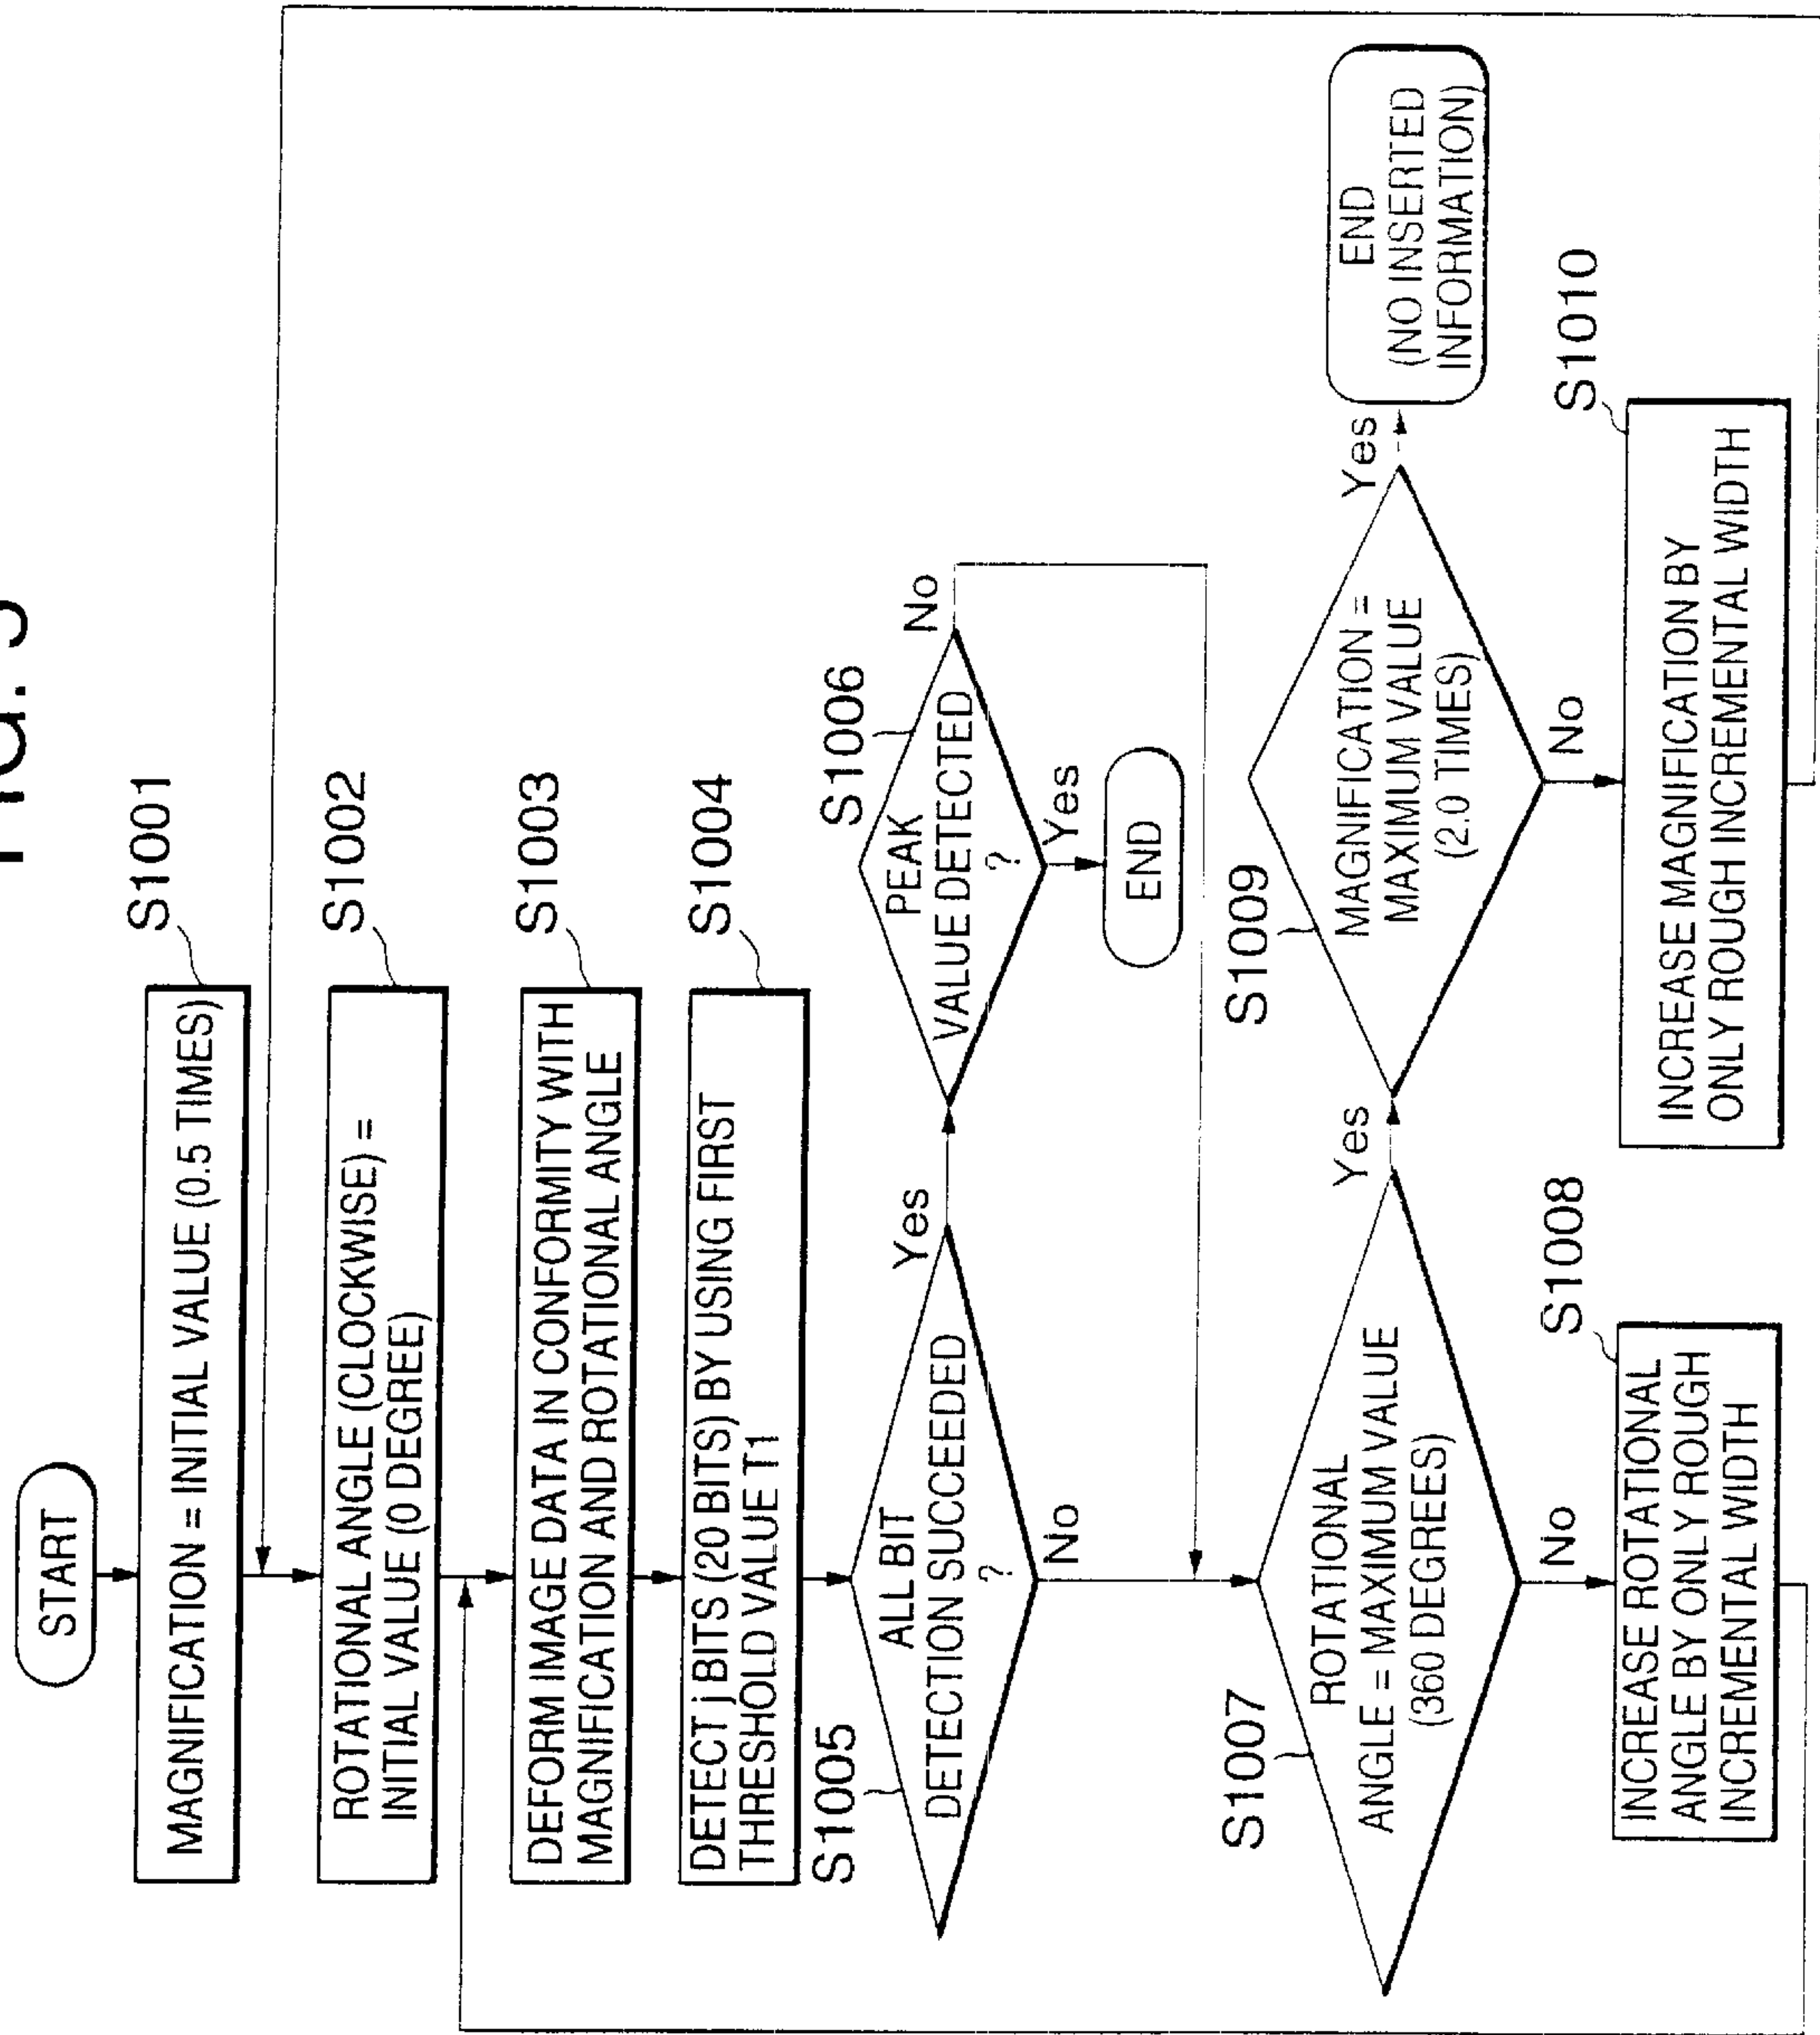 START
S1001
MAGNIFICATION = INITIAL VALUE (0.5 TIMES)
S1002
ROTATIONAL ANGLE (CLOCKWISE) =
INITIAL VALUE (0 DEGREE)
S1003
DEFORM IMAGE DATA IN CONFORMITY WITH
MAGNIFICATION AND ROTATIONAL ANGLE
S1004
DETECT j BITS (20 BITS) BY USING FIRST
THRESHOLD VALUE T1
S1005
ALL BIT
DETECTION SUCCEEDED
?
Yes
No
S1006
PEAK
VALUE DETECTED
?
No
Yes
END
S1007
ROTATIONAL
ANGLE = MAXIMUM VALUE
(360 DEGREES)
Yes
No
S1008
INCREASE ROTATIONAL
ANGLE BY ONLY ROUGH
INCREMENTAL WIDTH
S1009
MAGNIFICATION =
MAXIMUM VALUE
(2.0 TIMES)
Yes
No
END
(NO INSERTED
INFORMATION)
S1010
INCREASE MAGNIFICATION BY
ONLY ROUGH INCREMENTAL WIDTH